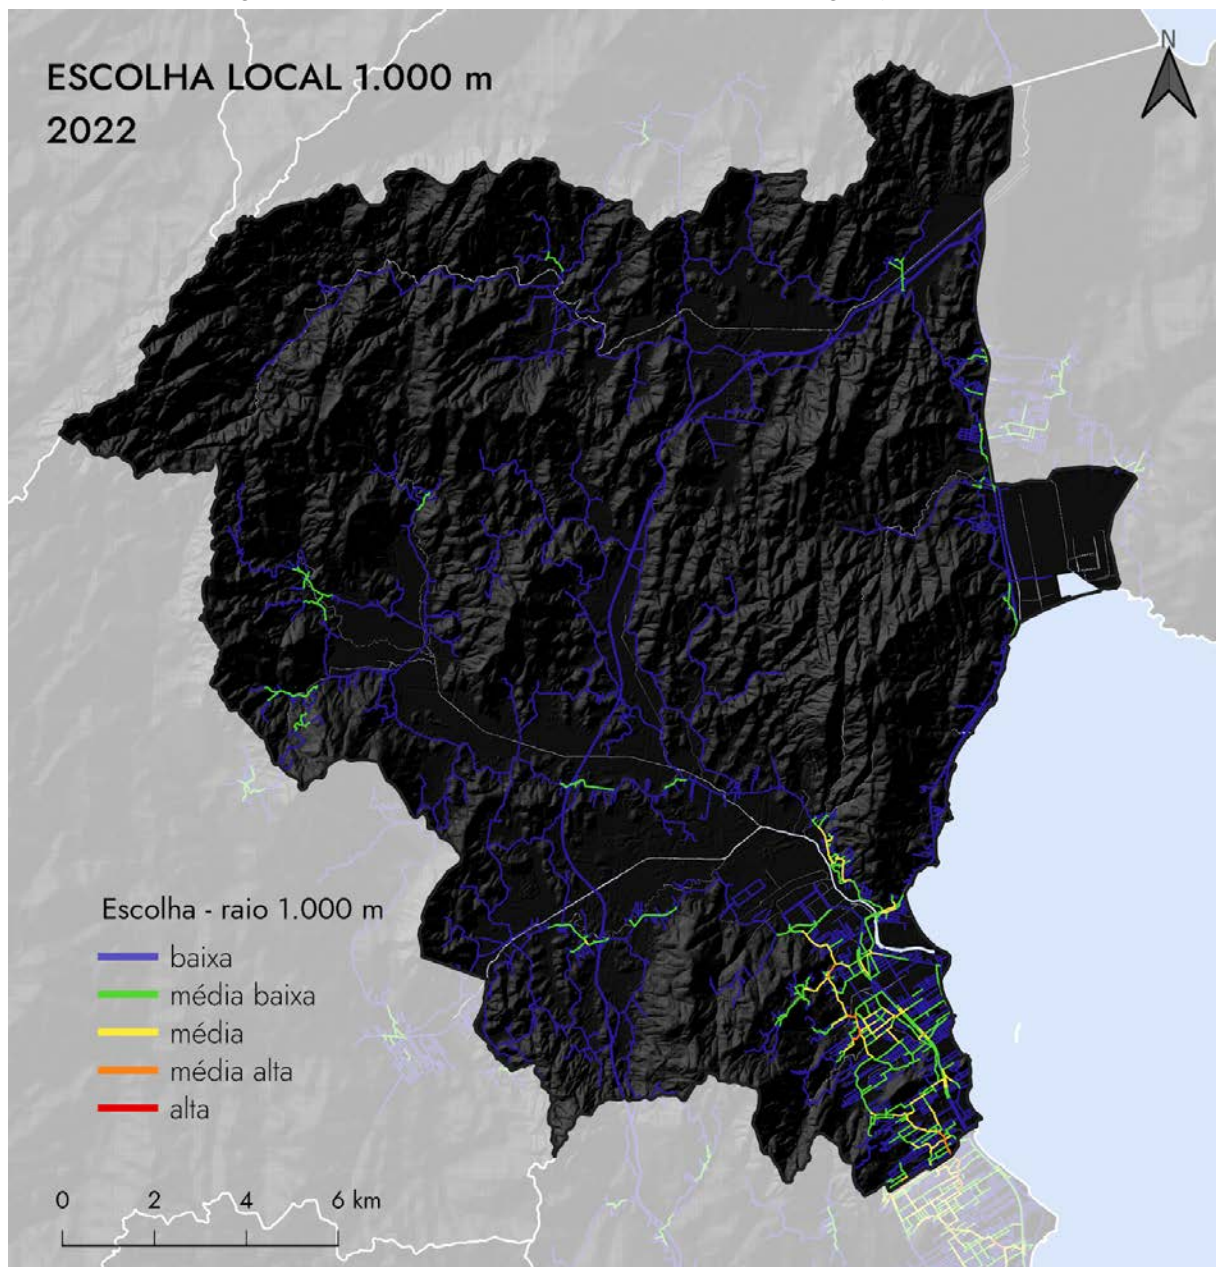 ESCOLHA LOCAL 1.000 m
2022
N
Escolha - raio 1.000 m
baixa
média baixa
média
média alta
alta
0 2 4 6 km